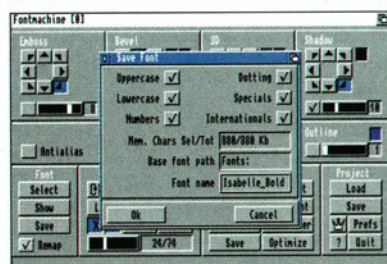 Fontmachine [0]
Emboss
Bevel
3D
Shadow
Save Font
Uppercase
Dotting
Lowercase
Specials
Numbers
Internationals
Mem. Chars Sel/Tot 880/880 Kb
Base font path Fonts:
Font name Isabelle_Bold
Ok
Cancel
Antialias
Outline
Font
Select
Show
Save
Remap
24/74
Save
Optimize
Project
Load
Save
Prefs
? Quit